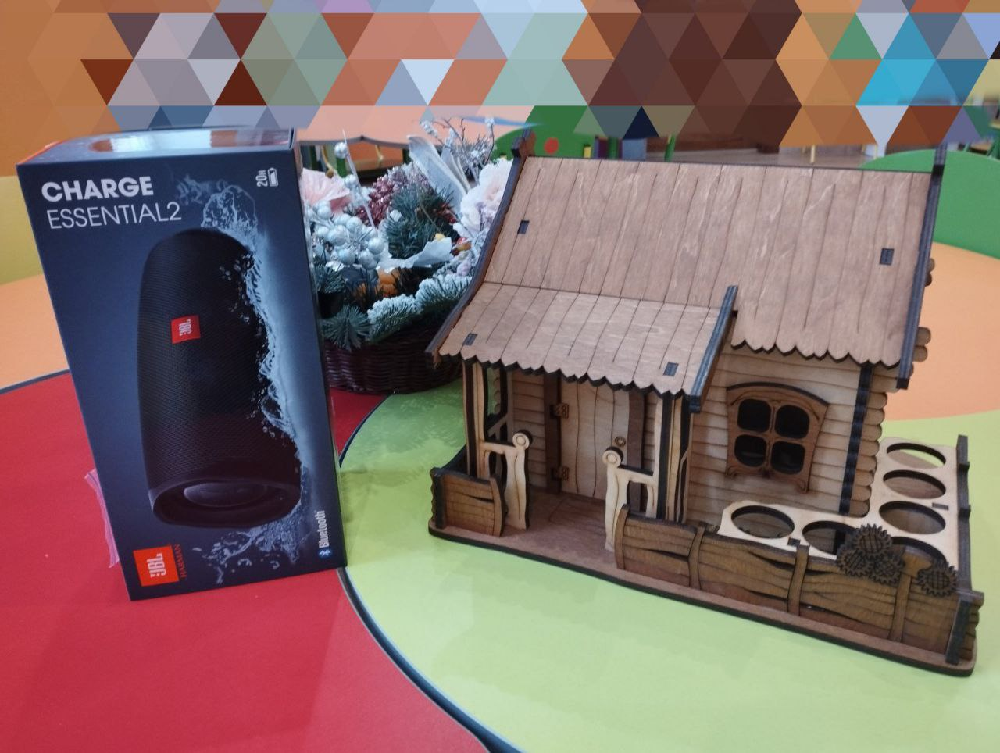 CHARGE
ESSENTIAL2
20H
JBL
Bluetooth
JBL
HARMAN